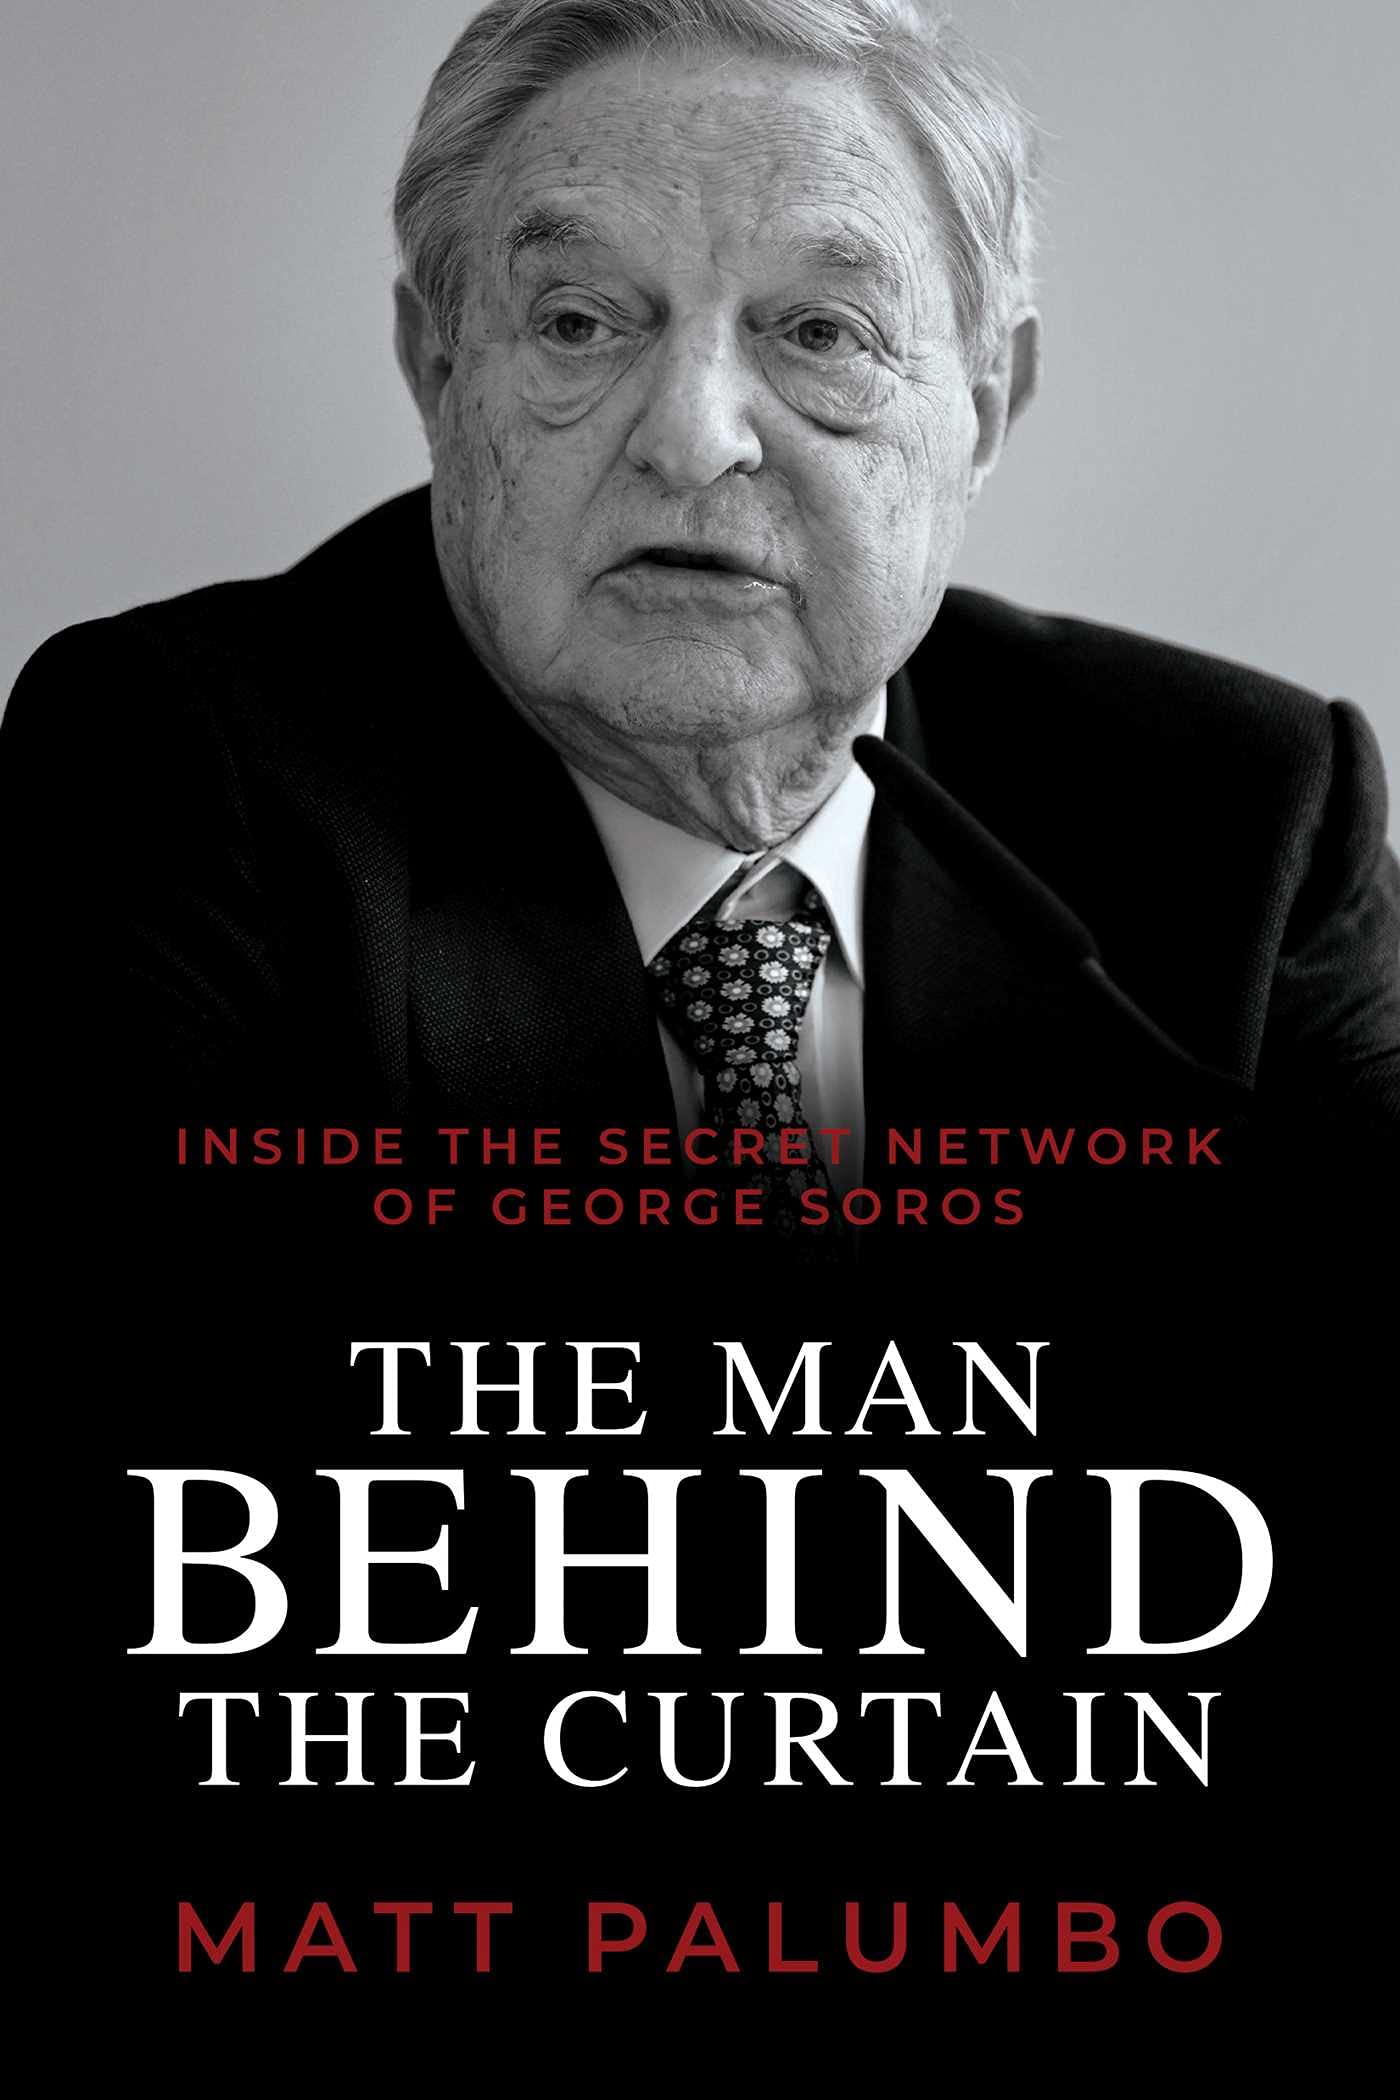 INSIDE THE SECRET NETWORK
OF GEORGE SOROS
THE MAN
BEHIND
THE CURTAIN
MATT PALUMBO